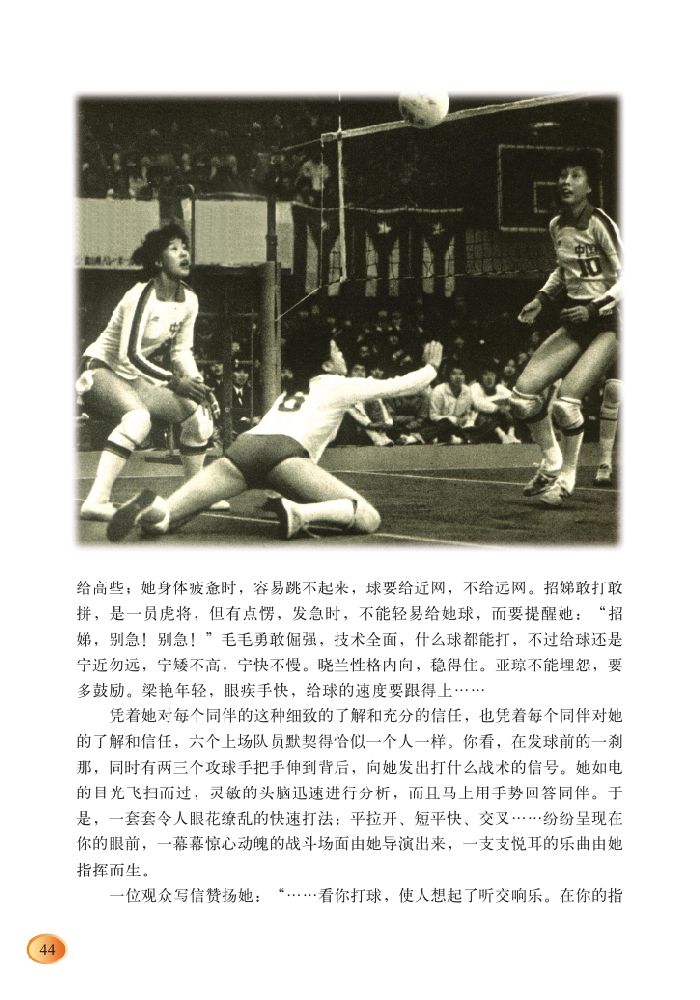 中国
中国
10
6
给高些；她身体疲惫时，容易跳不起来，球要给近网，不给远网。招娣敢打敢
拼，是一员虎将，但有点愣，发急时，不能轻易给她球，而要提醒她：“招
娣，别急！别急！”毛毛勇敢倔强，技术全面，什么球都能打，不过给球还是
宁近勿远，宁矮不高，宁快不慢。晓兰性格内向，稳得住。亚琼不能埋怨，要
多鼓励。梁艳年轻，眼疾手快，给球的速度要跟得上……
凭着她对每个同伴的这种细致的了解和充分的信任，也凭着每个同伴对她
的了解和信任，六个上场队员默契得恰似一个人一样。你看，在发球前的一刹
那，同时有两三个攻球手把手伸到背后，向她发出打什么战术的信号。她如电
的目光飞扫而过，灵敏的头脑迅速进行分析，而且马上用手势回答同伴。于
是，一套套令人眼花缭乱的快速打法：平拉开、短平快、交叉……纷纷呈现在
你的眼前，一幕幕惊心动魄的战斗场面由她导演出来，一支支悦耳的乐曲由她
指挥而生。
一位观众写信赞扬她：“……看你打球，使人想起了听交响乐。在你的指
44